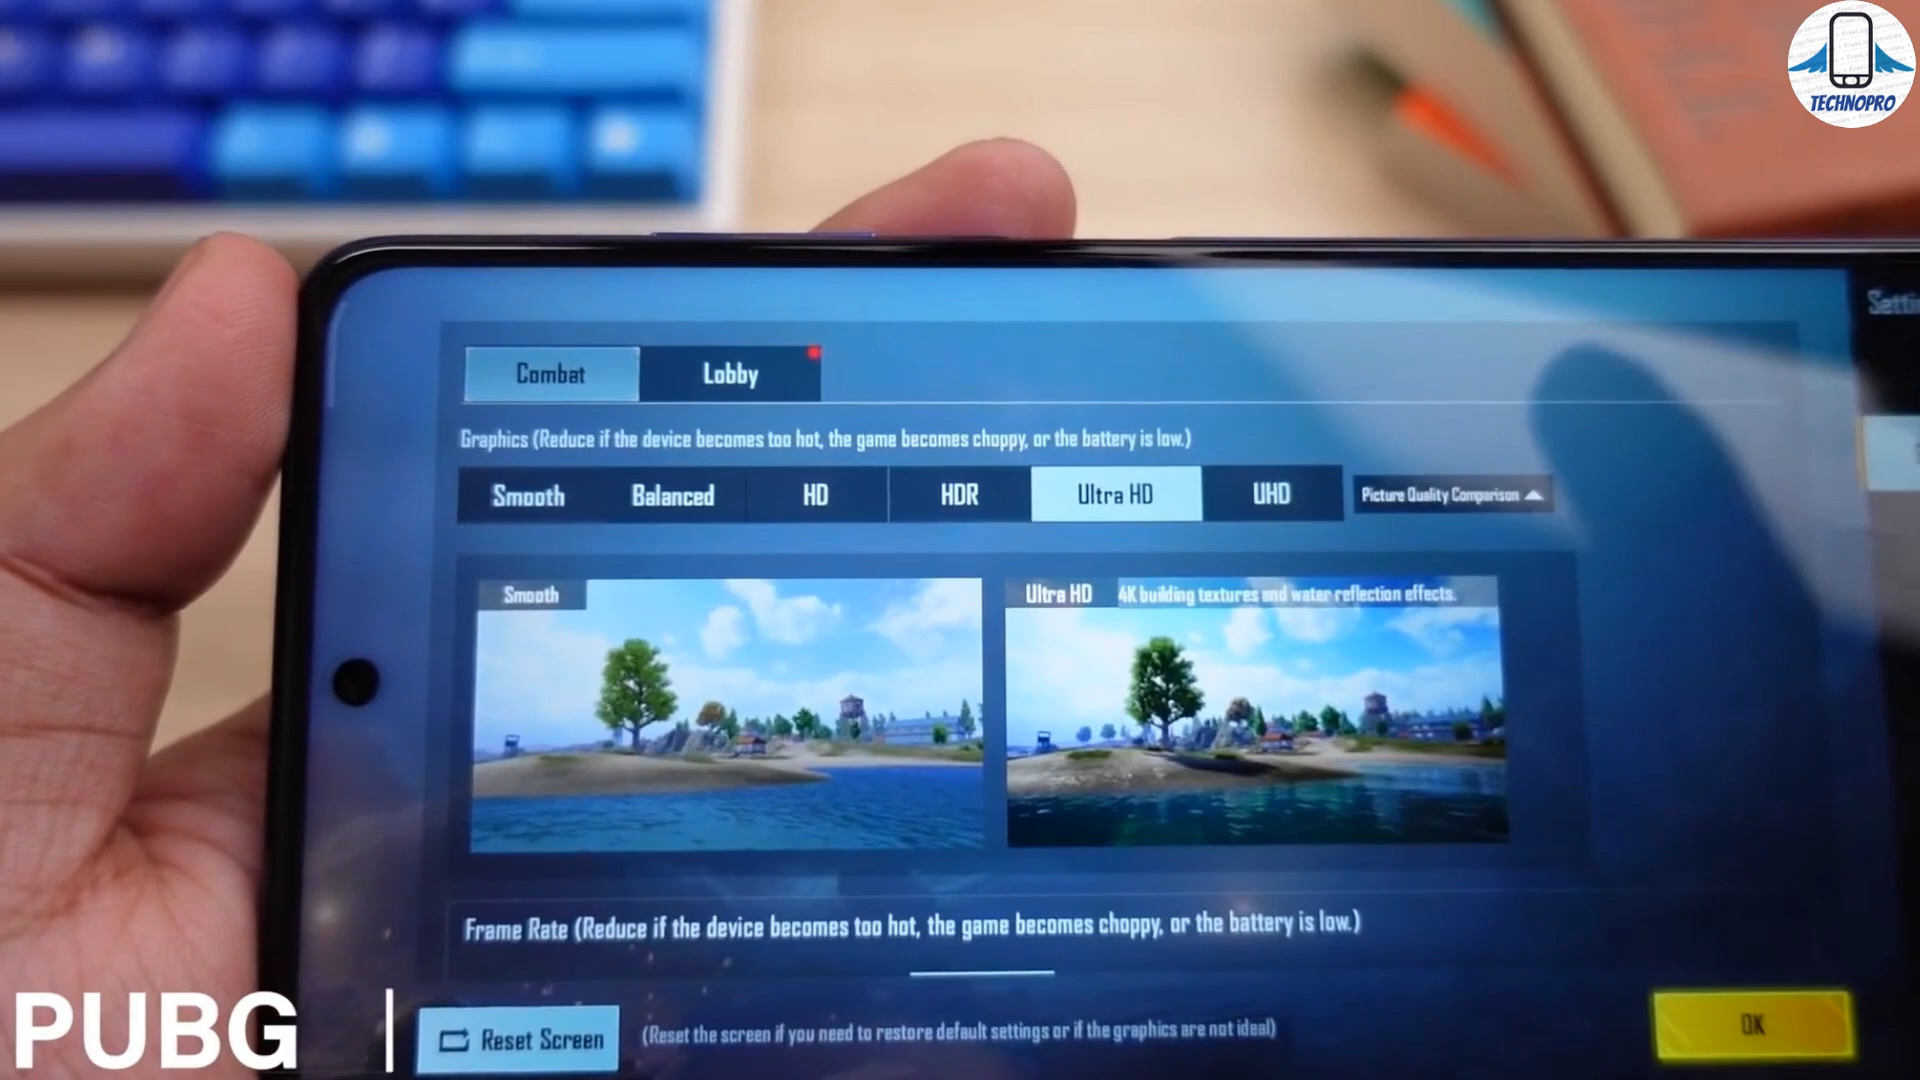 TECHNOPRO
Combat
Lobby
Graphics (Reduce if the device becomes too hot, the game becomes choppy, or the battery is low.)
Smooth
Balanced
HD
HDR
Ultra HD
UHD
Picture Quality Comparison
Smooth
Ultra HD
4K building textures and water reflection effects.
Frame Rate (Reduce if the device becomes too hot, the game becomes choppy, or the battery is low.)
Reset Screen
(Reset the screen if you need to restore default settings or if the graphics are not ideal)
OK
PUBG |